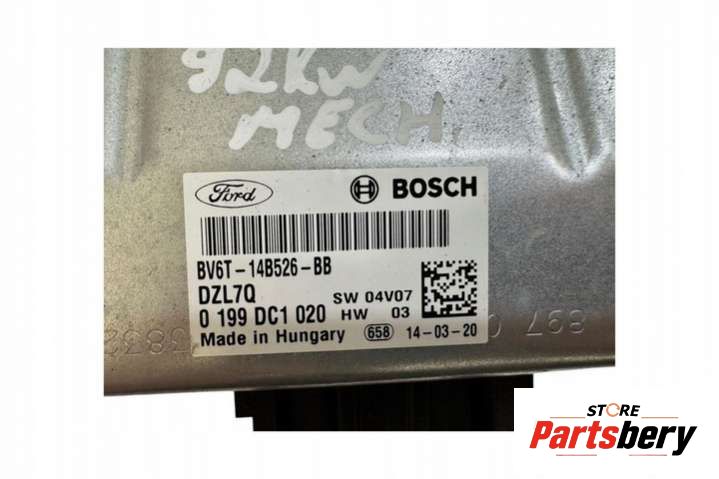 92KW
MECH
Ford
BOSCH
BV6T-14B526-BB
DZL7Q
SW 04V07
0 199 DC1 020
HW 03
Made in Hungary
658 14-03-20
STORE
Partsbery